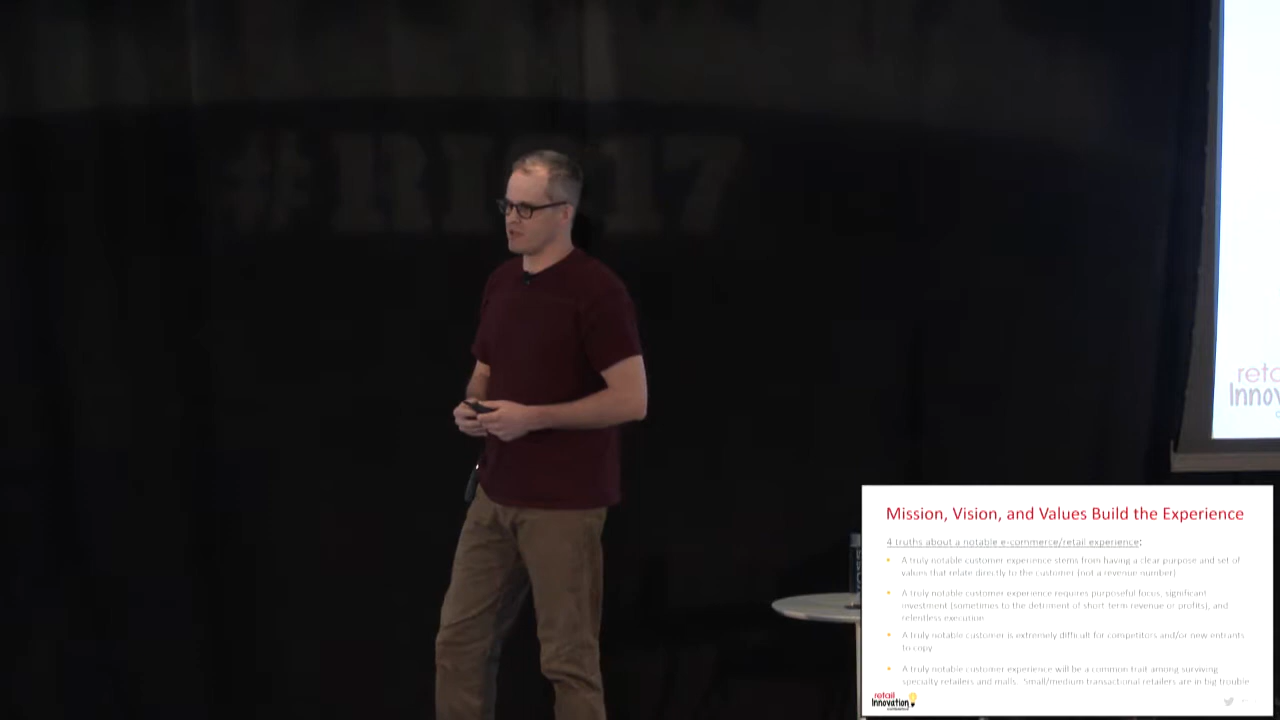 #RIC17
reta
Innov
c
Mission, Vision, and Values Build the Experience
4 truths about a notable e-commerce/retail experience:
A truly notable customer experience stems from having a clear purpose and set of
values that relate directly to the customer (not a revenue number)
A truly notable customer experience requires purposeful focus, significant
investment (sometimes to the detriment of short term revenue or profits), and
relentless execution
A truly notable customer is extremely difficult for competitors and/or new entrants
to copy
A truly notable customer experience will be a common trait among surviving
specialty retailers and malls. Small/medium transactional retailers are in big trouble
retail
Innovation
conference